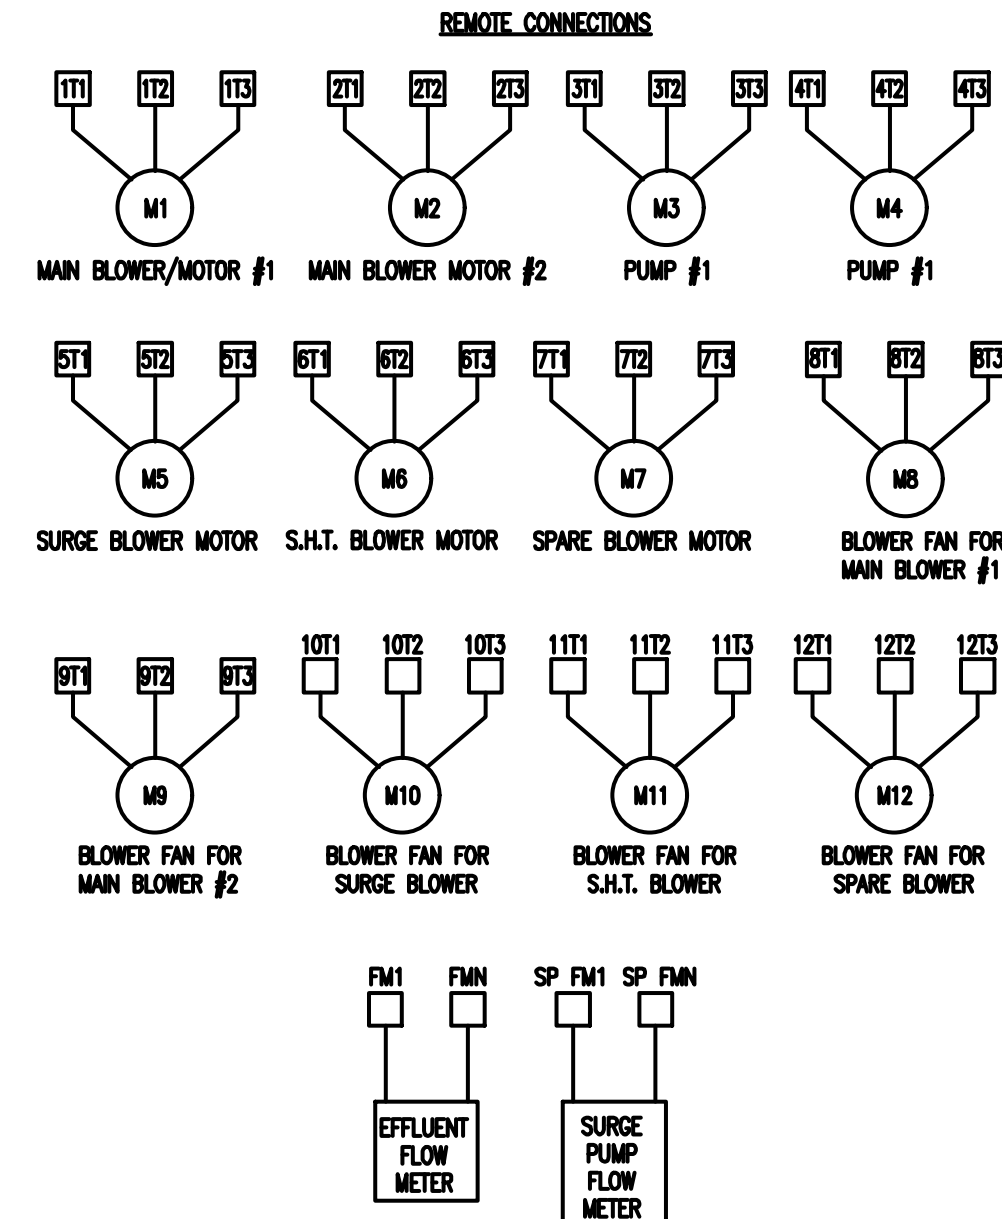 REMOTE CONNECTIONS
1T1 1T2 1T3 2T1 2T2 2T3 3T1 3T2 3T3 4T1 4T2 4T3
M1 M2 M3 M4
MAIN BLOWER/MOTOR #1 MAIN BLOWER MOTOR #2 PUMP #1 PUMP #1
5T1 5T2 5T3 6T1 6T2 6T3 7T1 7T2 7T3 8T1 8T2 8T3
M5 M6 M7 M8
SURGE BLOWER MOTOR S.H.T. BLOWER MOTOR SPARE BLOWER MOTOR BLOWER FAN FOR
MAIN BLOWER #1
10T1 10T2 10T3 11T1 11T2 11T3 12T1 12T2 12T3
9T1 9T2 9T3
M9 M10 M11 M12
BLOWER FAN FOR BLOWER FAN FOR BLOWER FAN FOR BLOWER FAN FOR
MAIN BLOWER #2 SURGE BLOWER S.H.T. BLOWER SPARE BLOWER
FM1 FMN SP FM1 SP FMN
EFFLUENT
FLOW
METER
SURGE
PUMP
FLOW
METER